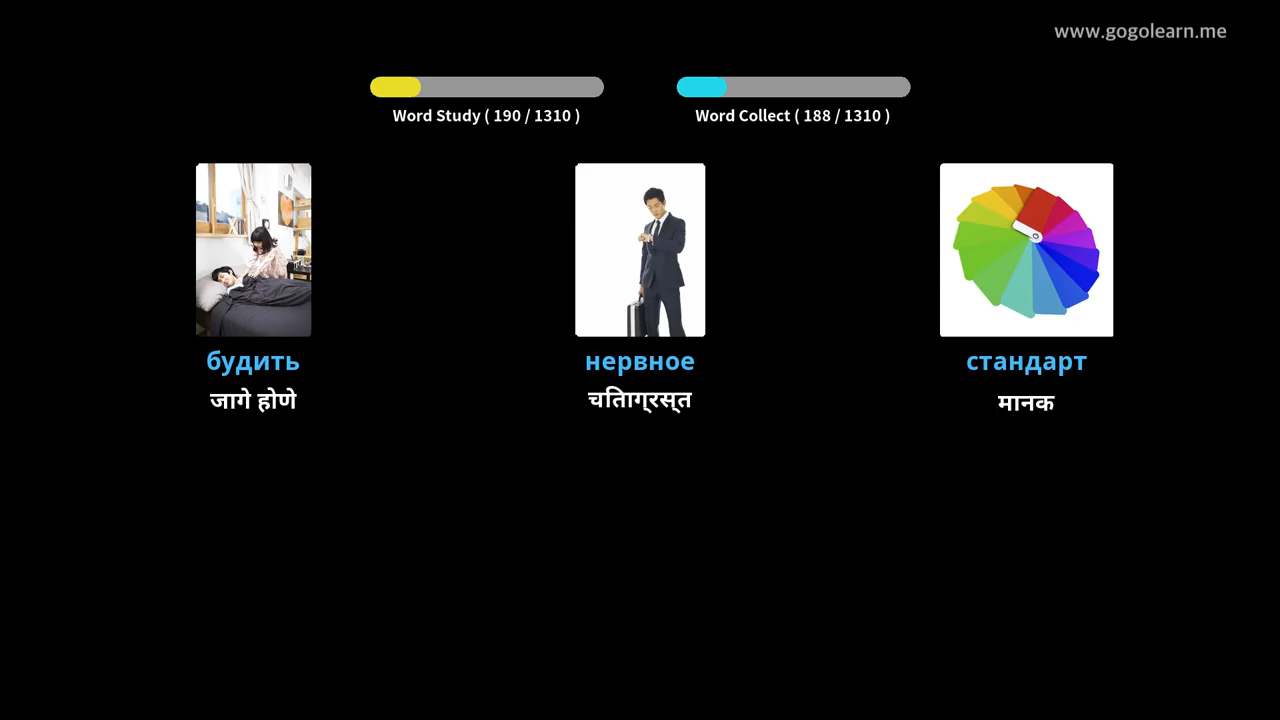 www.gogolearn.me
Word Study ( 190 / 1310 )
Word Collect ( 188 / 1310 )
будить
нервное
стандарт
जागे होणे
चतिाग्रस्त
मानक